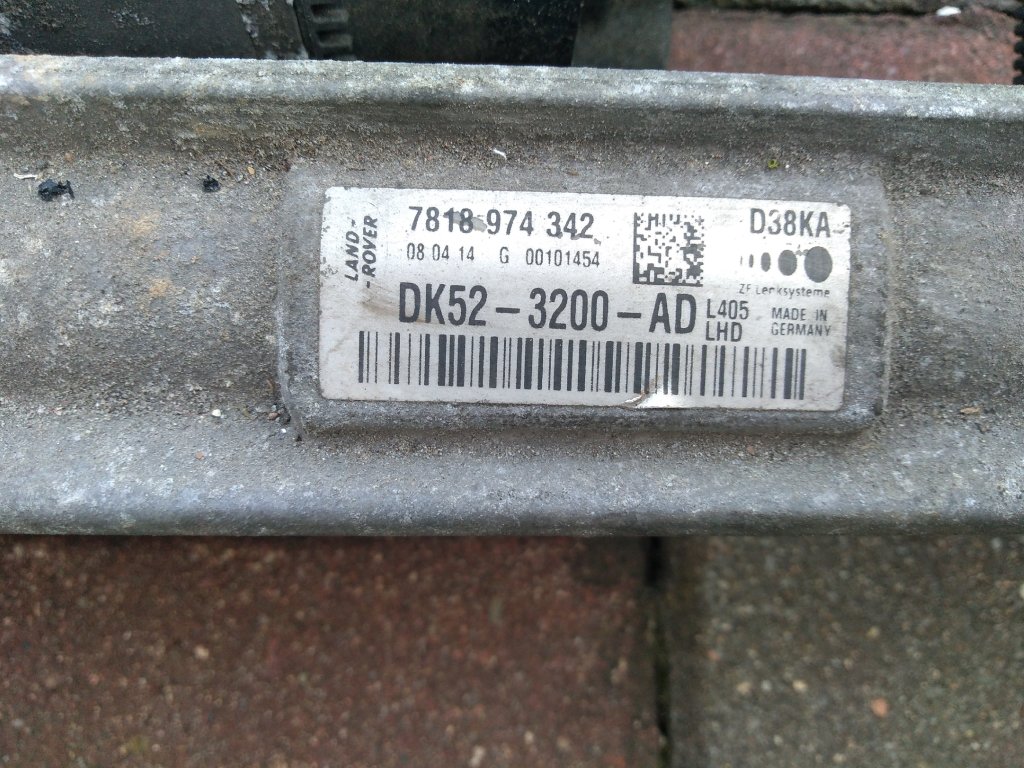 LAND-
-ROVER
7818 974 342
D38KA
08 04 14 G 00101454
ZF Lenksysteme
DK52-3200-AD
L405
LHD
MADE IN
GERMANY